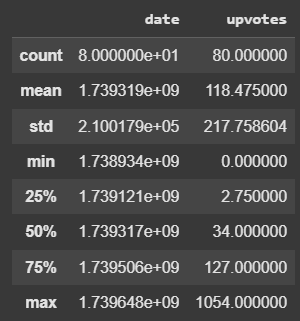 date upvotes
count 8.000000e+01 80.000000
mean 1.739319e+09 118.475000
std 2.100179e+05 217.758604
min 1.738934e+09 0.000000
25% 1.739121e+09 2.750000
50% 1.739317e+09 34.000000
75% 1.739506e+09 127.000000
max 1.739648e+09 1054.000000